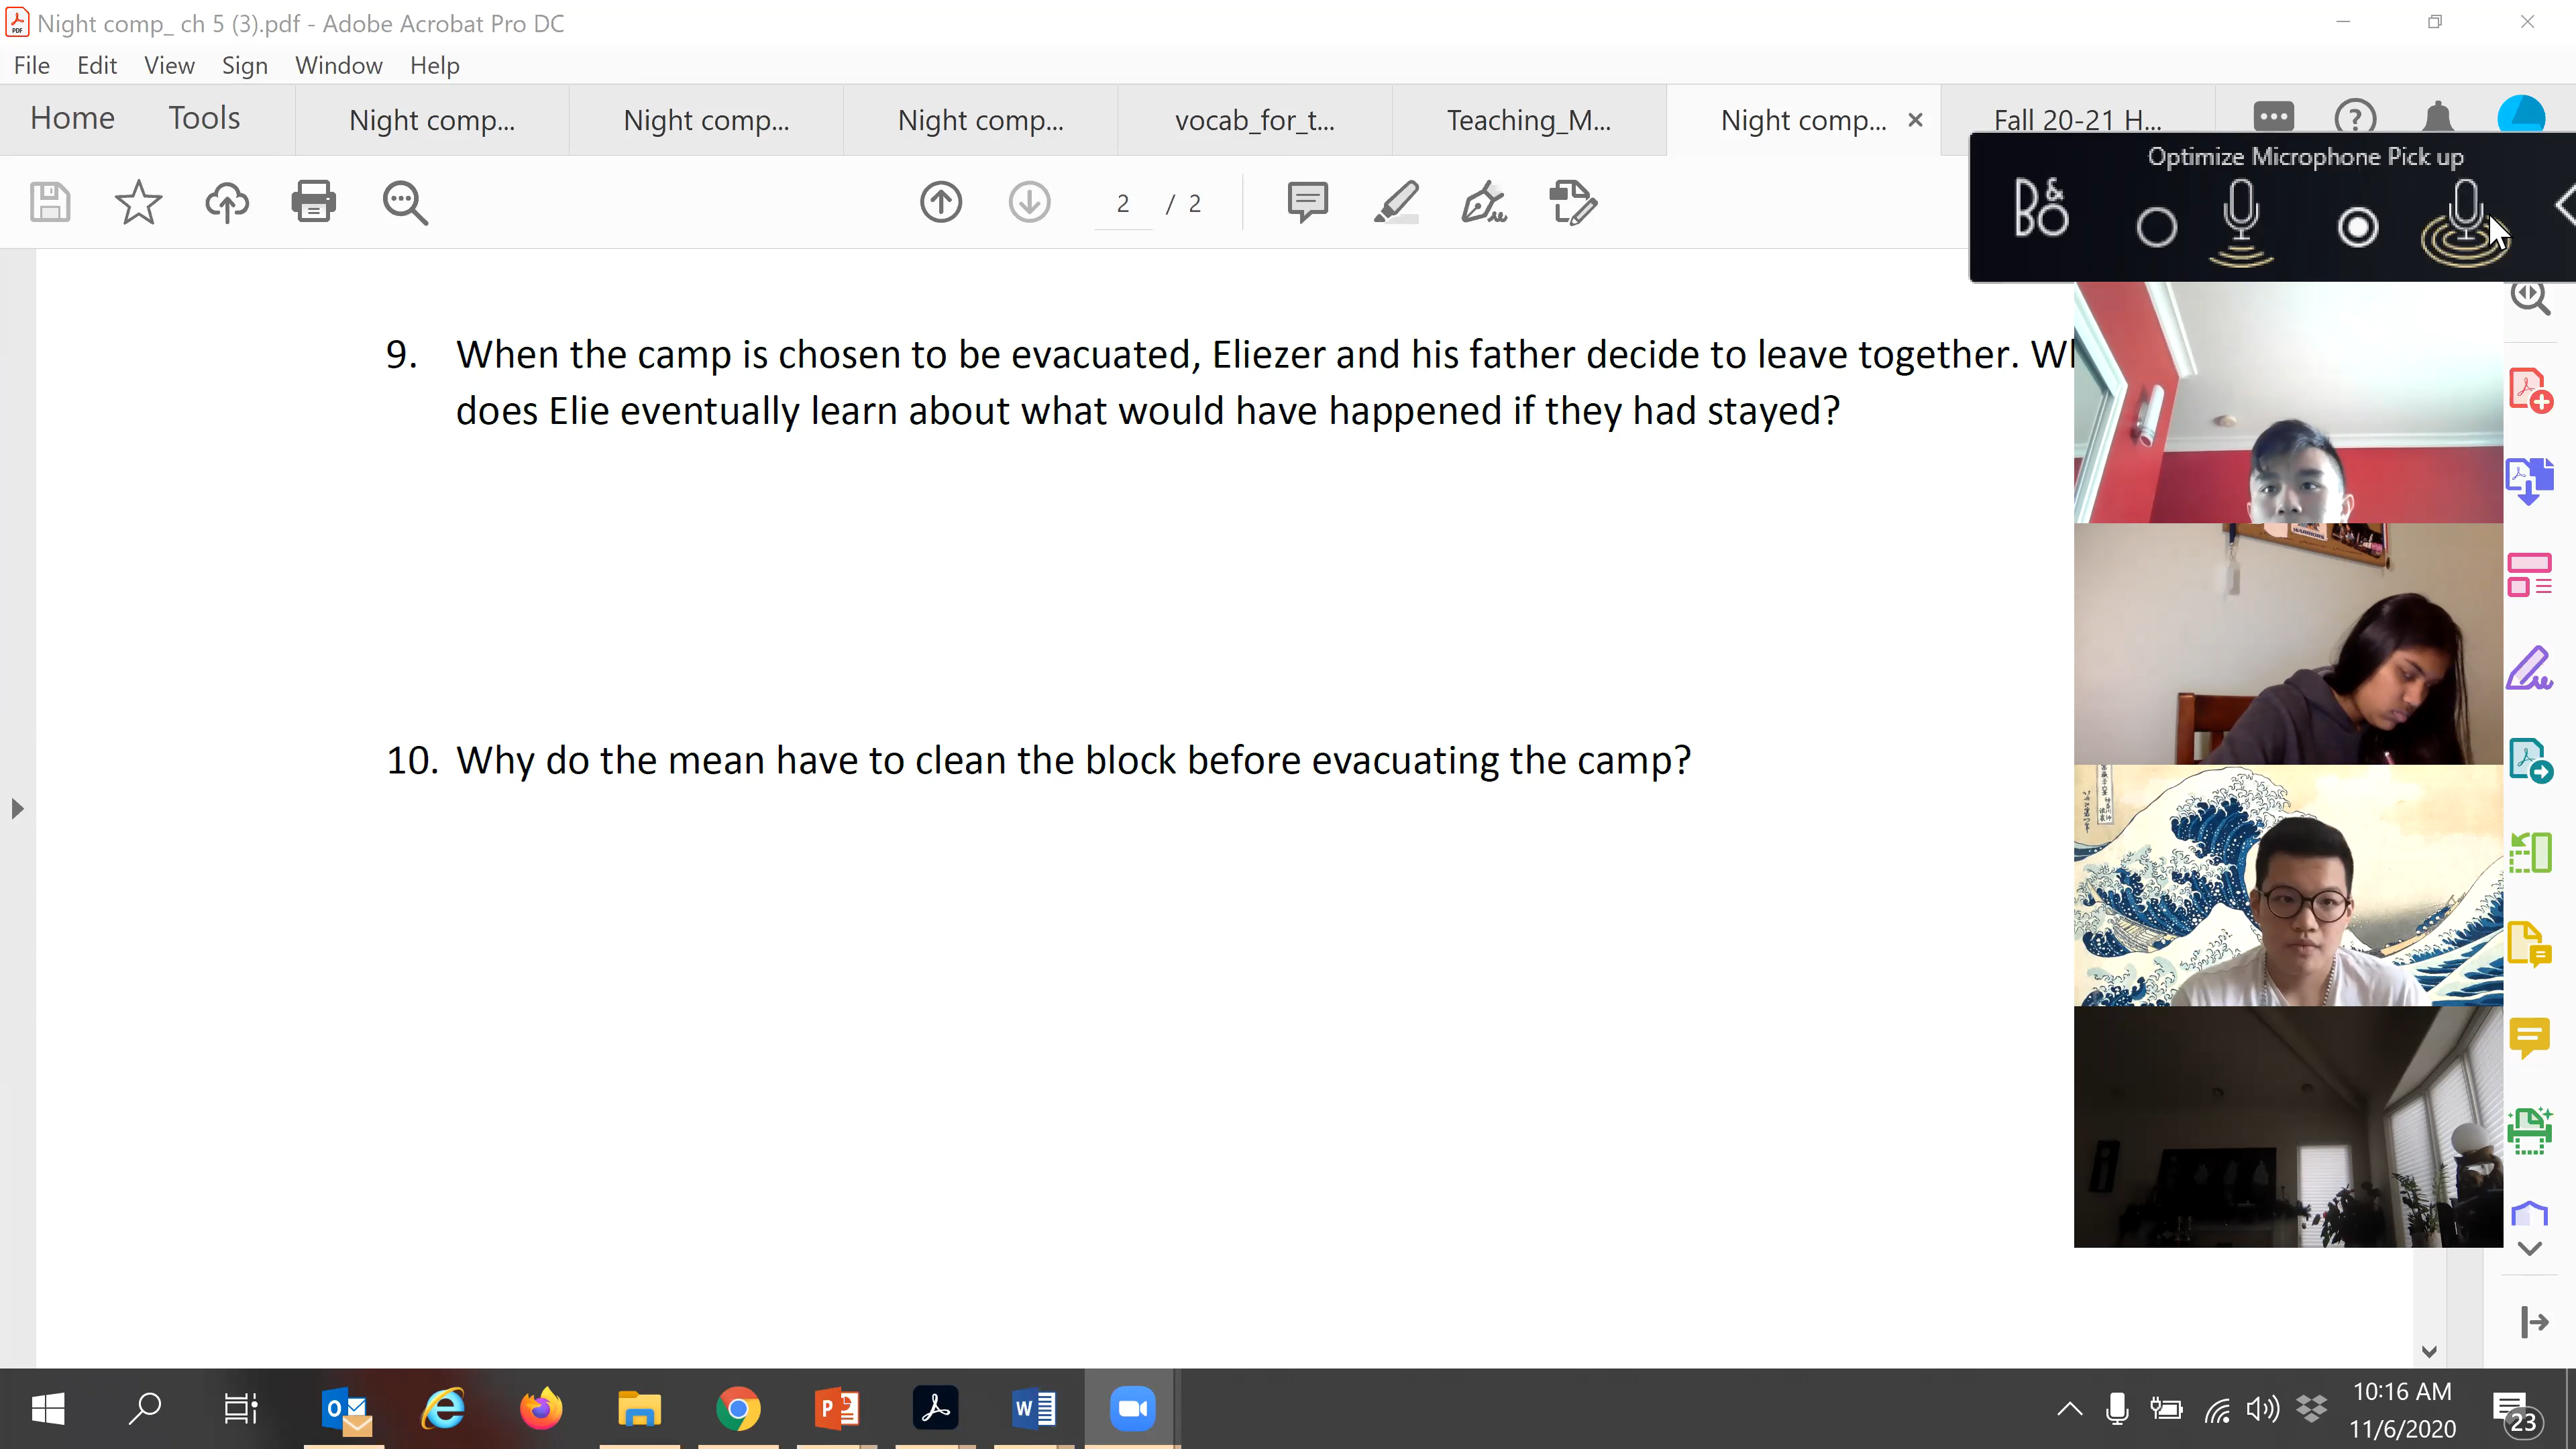 Night comp_ ch 5 (3).pdf - Adobe Acrobat Pro DC
File Edit View Sign Window Help
Home Tools Night comp... Night comp... Night comp... vocab_for_t... Teaching_M... Night comp... Fall 20-21 H...
Optimize Microphone Pick up
B&O
2 / 2
9. When the camp is chosen to be evacuated, Eliezer and his father decide to leave together.
does Elie eventually learn about what would have happened if they had stayed?
10. Why do the mean have to clean the block before evacuating the camp?
10:16 AM
11/6/2020
23